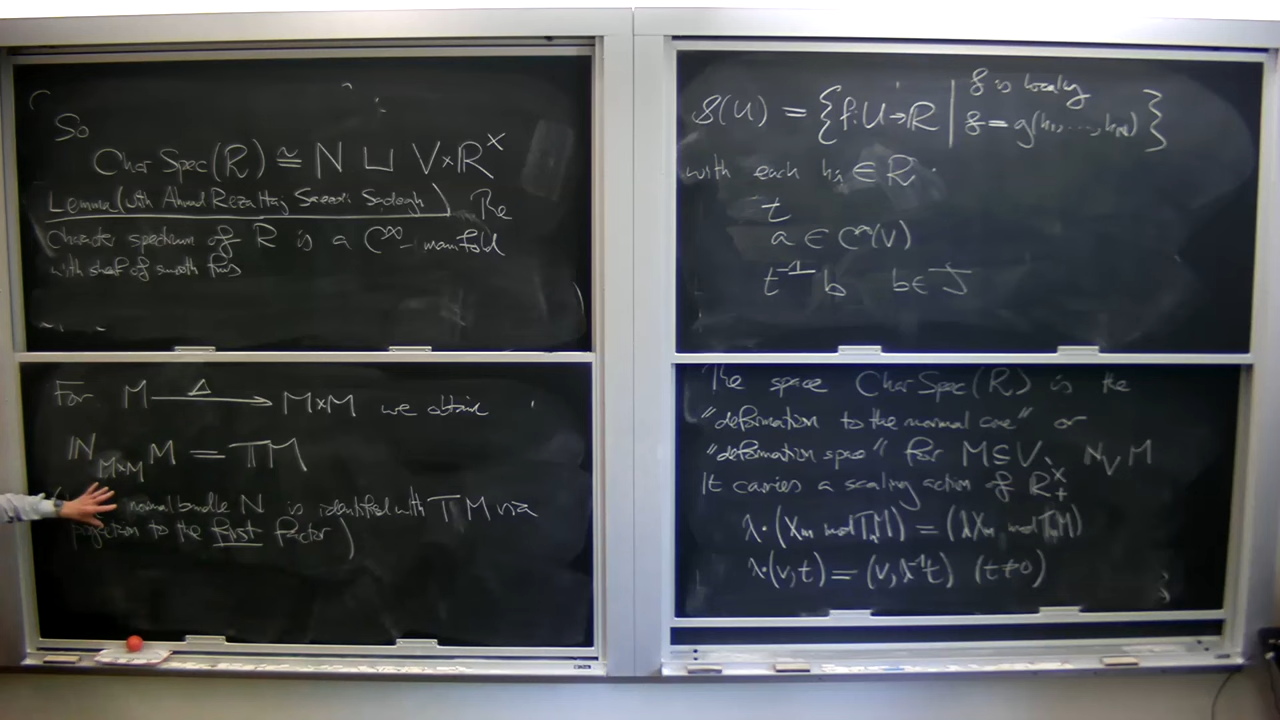 So
CharSpec(R) ≅ N ⊔ V×R^×
Lemma (with Ahmad Reza Haj Saeedi Sadegh) The
character spectrum of R is a C^∞-manifold
with sheaf of smooth fns
For M —Δ→ M×M we obtain
ℕ_{M×M} M = 𝕋M
normal bundle N is identified with TM via
projection to the first factor)
S(U) = {f: U→R | f is locally
f = g(h₁,...,h_N)}
with each h_i ∈ R.
t
a ∈ C^∞(V)
t^{-1} b b ∈ J
The space CharSpec(R) is the
"deformation to the normal cone" or
"deformation space" for M ⊆ V, N_V M
It carries a scaling action of R_+^×
λ·(X_m mod T_mM) = (λX_m mod T_mM)
λ·(v,t) = (v, λ^{-1}t) (t≠0)